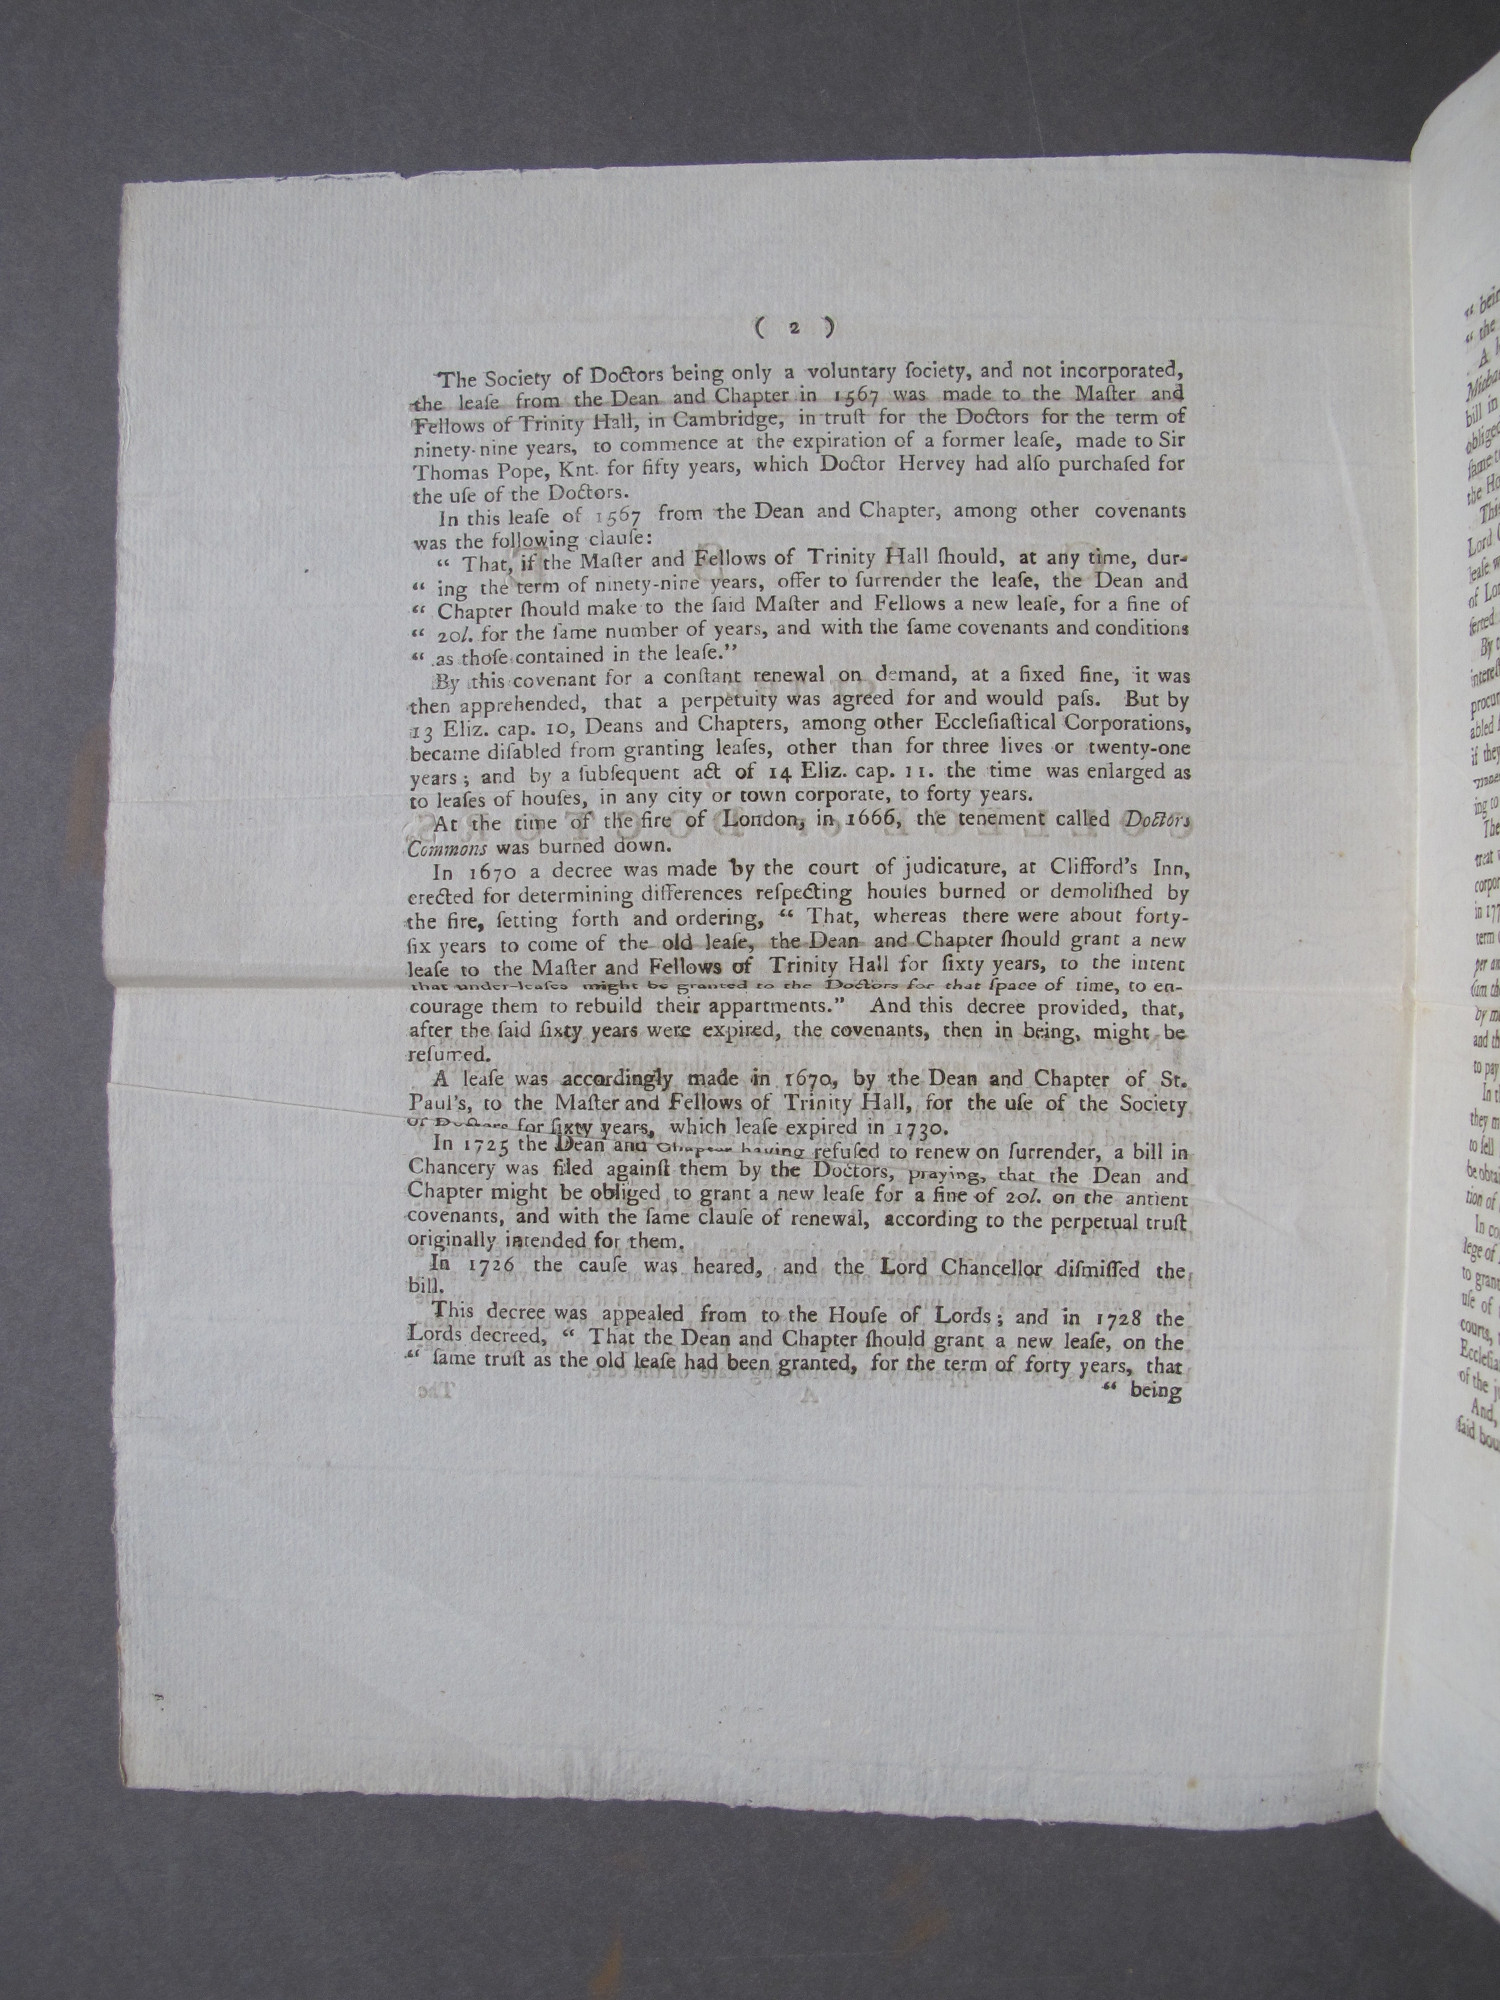 ( 2 )
The Society of Doctors being only a voluntary ſociety, and not incorporated,
the leaſe from the Dean and Chapter in 1567 was made to the Maſter and
Fellows of Trinity Hall, in Cambridge, in truſt for the Doctors for the term of
ninety-nine years, to commence at the expiration of a former leaſe, made to Sir
Thomas Pope, Knt. for fifty years, which Doctor Hervey had alſo purchaſed for
the uſe of the Doctors.
In this leaſe of 1567 from the Dean and Chapter, among other covenants
was the following clauſe:
“ That, if the Maſter and Fellows of Trinity Hall ſhould, at any time, dur-
“ ing the term of ninety-nine years, offer to ſurrender the leaſe, the Dean and
“ Chapter ſhould make to the ſaid Maſter and Fellows a new leaſe, for a fine of
“ 20l. for the ſame number of years, and with the ſame covenants and conditions
“ as thoſe contained in the leaſe.”
By this covenant for a conſtant renewal on demand, at a fixed fine, it was
then apprehended, that a perpetuity was agreed for and would paſs. But by
13 Eliz. cap. 10, Deans and Chapters, among other Eccleſiaſtical Corporations,
became diſabled from granting leaſes, other than for three lives or twenty-one
years; and by a ſubſequent act of 14 Eliz. cap. 11. the time was enlarged as
to leaſes of houſes, in any city or town corporate, to forty years.
At the time of the fire of London, in 1666, the tenement called Doctors
Commons was burned down.
In 1670 a decree was made by the court of judicature, at Clifford's Inn,
erected for determining differences reſpecting houſes burned or demoliſhed by
the fire, ſetting forth and ordering, “ That, whereas there were about forty-
ſix years to come of the old leaſe, the Dean and Chapter ſhould grant a new
leaſe to the Maſter and Fellows of Trinity Hall for ſixty years, to the intent
that under-leaſes might be granted to the Doctors for that ſpace of time, to en-
courage them to rebuild their appartments.” And this decree provided, that,
after the ſaid ſixty years were expired, the covenants, then in being, might be
reſumed.
A leaſe was accordingly made in 1670, by the Dean and Chapter of St.
Paul's, to the Maſter and Fellows of Trinity Hall, for the uſe of the Society
of Doctors for ſixty years, which leaſe expired in 1730.
In 1725 the Dean and Chapter having refuſed to renew on ſurrender, a bill in
Chancery was filed againſt them by the Doctors, praying, that the Dean and
Chapter might be obliged to grant a new leaſe for a fine of 20l. on the antient
covenants, and with the ſame clauſe of renewal, according to the perpetual truſt
originally intended for them.
In 1726 the cauſe was heared, and the Lord Chancellor diſmiſſed the
bill.
This decree was appealed from to the Houſe of Lords; and in 1728 the
Lords decreed, “ That the Dean and Chapter ſhould grant a new leaſe, on the
“ ſame truſt as the old leaſe had been granted, for the term of forty years, that
“ being